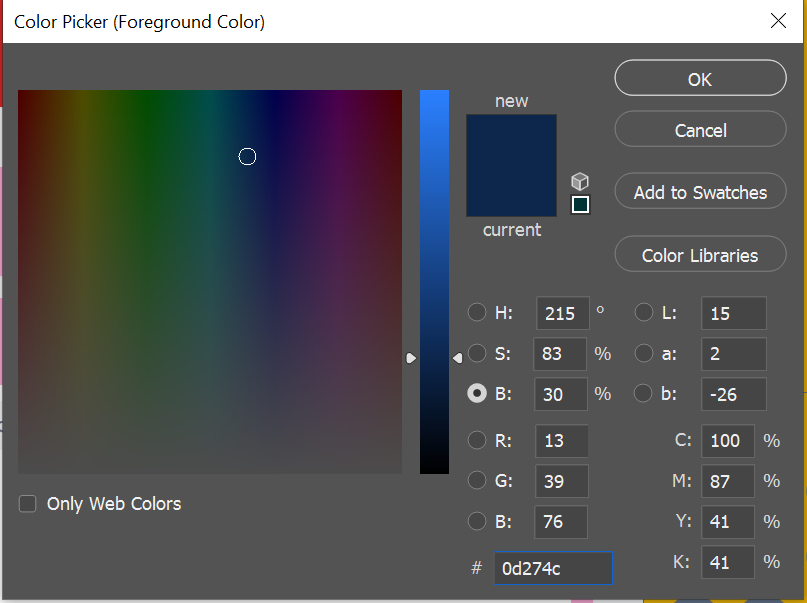 Color Picker (Foreground Color)
new
current
OK
Cancel
Add to Swatches
Color Libraries
H: 215 °
S: 83 %
B: 30 %
L: 15
a: 2
b: -26
R: 13
G: 39
B: 76
C: 100 %
M: 87 %
Y: 41 %
K: 41 %
# 0d274c
Only Web Colors